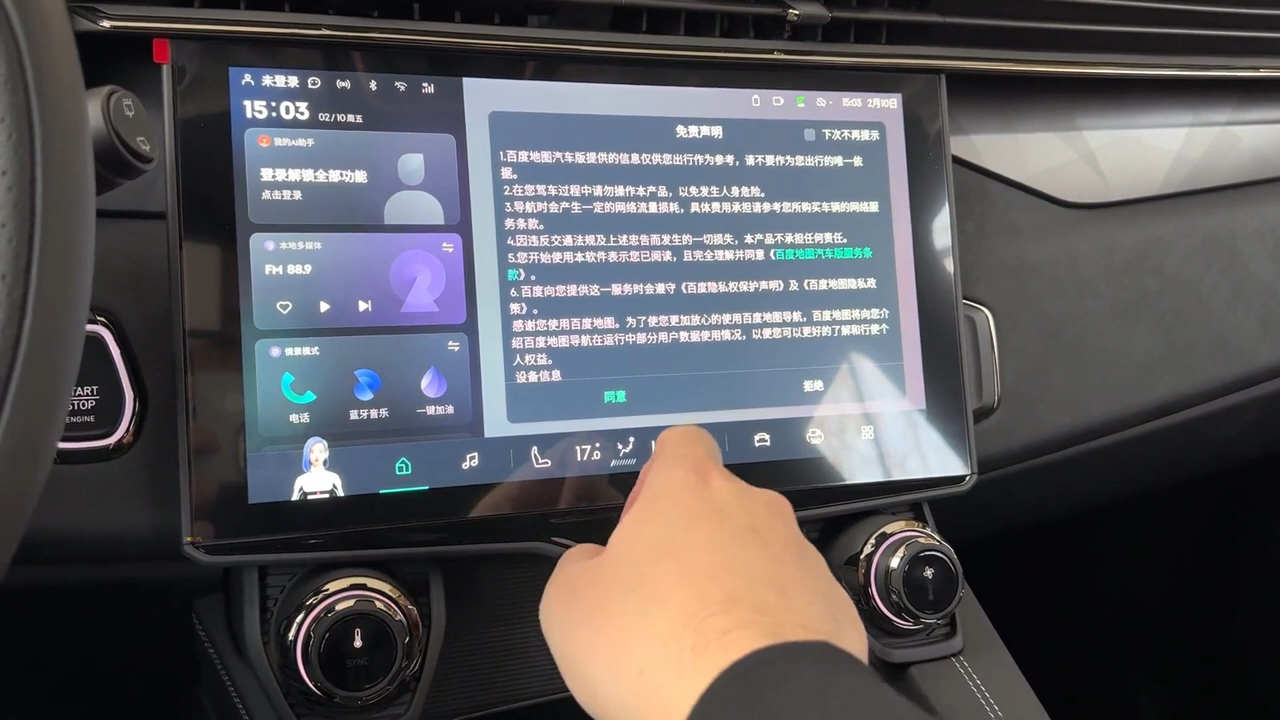 未登录
15:03
02/10周五
我的AI助手
登录解锁全部功能
点击登录
本地多媒体
FM 88.9
情景模式
电话
蓝牙音乐
一键加油
15:03 2月10日
免责声明
下次不再提示
1.百度地图汽车版提供的信息仅供您出行作为参考，请不要作为您出行的唯一依
据。
2.在您驾车过程中请勿操作本产品，以免发生人身危险。
3.导航时会产生一定的网络流量损耗，具体费用承担请参考您所购买车辆的网络服
务条款。
4.因违反交通法规及上述忠告而发生的一切损失，本产品不承担任何责任。
5.您开始使用本软件表示您已阅读，且完全理解并同意《百度地图汽车版服务条
款》。
6.百度向您提供这一服务时会遵守《百度隐私权保护声明》及《百度地图隐私政
策》。
感谢您使用百度地图。为了使您更加放心的使用百度地图导航，百度地图将向您介
绍百度地图导航在运行中部分用户数据使用情况，以便您可以更好的了解和行使个
人权益。
设备信息
同意
拒绝
17.0
START
STOP
ENGINE
SYNC